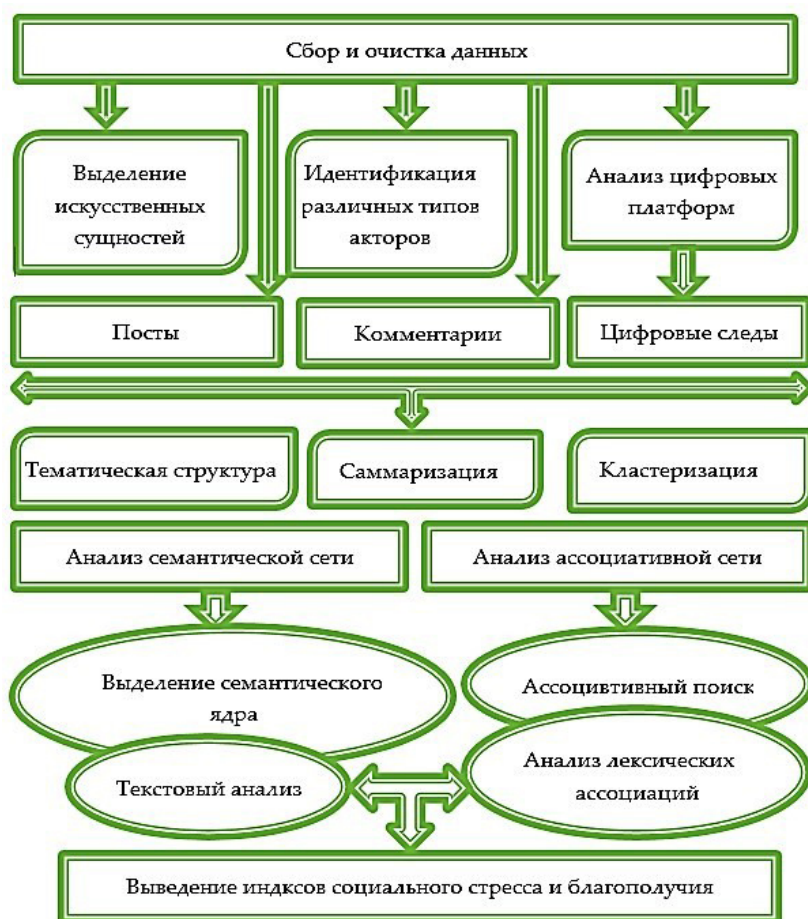 Сбор и очистка данных
Выделение
искусственных
сущностей
Идентификация
различных типов
акторов
Анализ цифровых
платформ
Посты
Комментарии
Цифровые следы
Тематическая структура
Саммаризация
Кластеризация
Анализ семантической сети
Анализ ассоциативной сети
Выделение семантического
ядра
Ассоцивтивный поиск
Текстовый анализ
Анализ лексических
ассоциаций
Выведение индксов социального стресса и благополучия